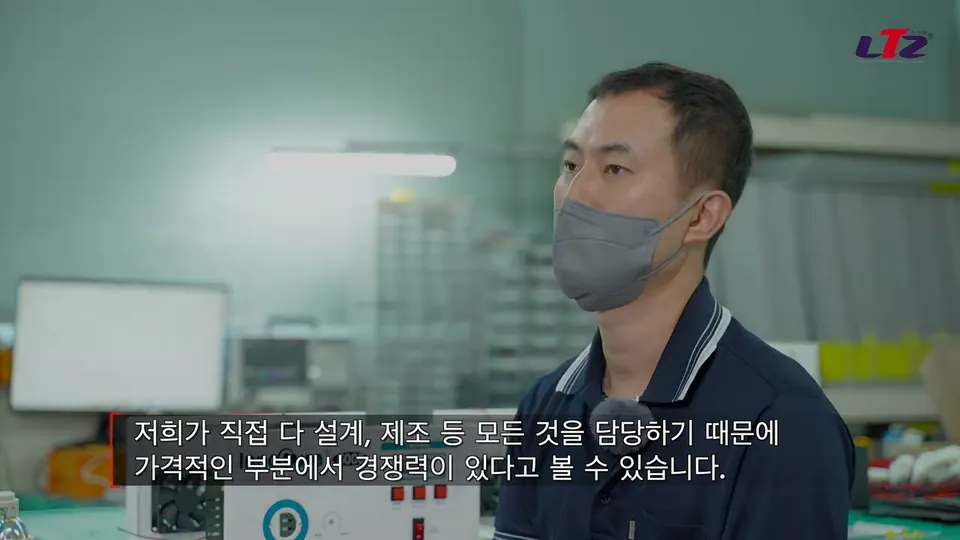 LTZ
저희가 직접 다 설계, 제조 등 모든 것을 담당하기 때문에
가격적인 부분에서 경쟁력이 있다고 볼 수 있습니다.